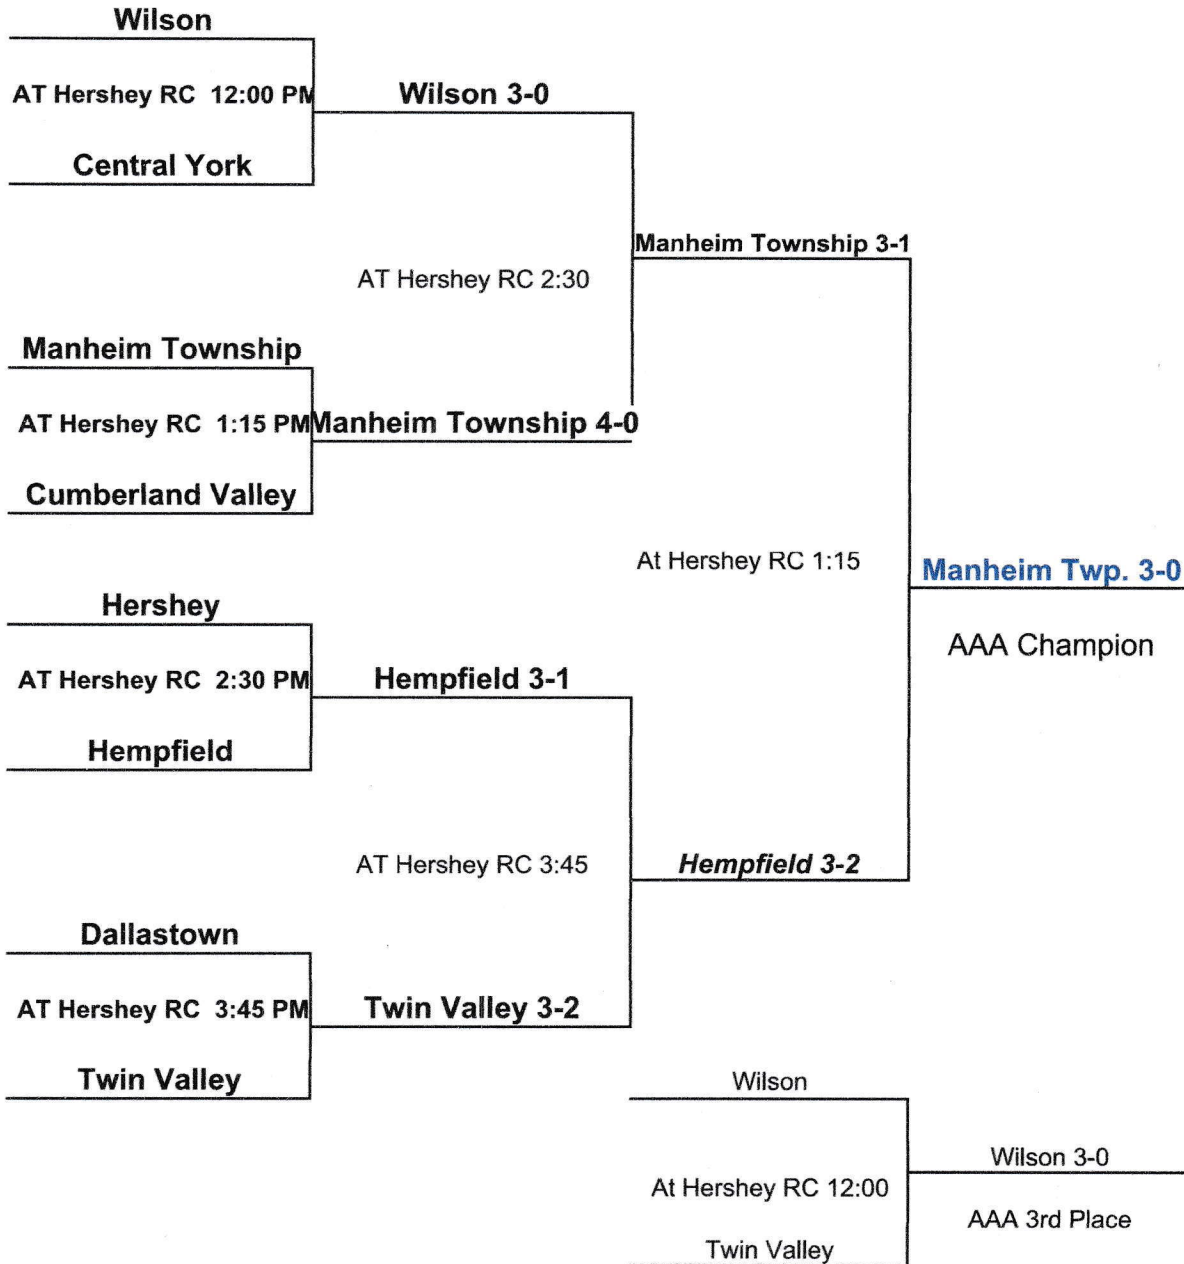 Wilson
AT Hershey RC 12:00 PM
Wilson 3-0
Central York
Manheim Township 3-1
AT Hershey RC 2:30
Manheim Township
AT Hershey RC 1:15 PM
Manheim Township 4-0
Cumberland Valley
At Hershey RC 1:15
Manheim Twp. 3-0
Hershey
AAA Champion
AT Hershey RC 2:30 PM
Hempfield 3-1
Hempfield
AT Hershey RC 3:45
Hempfield 3-2
Dallastown
AT Hershey RC 3:45 PM
Twin Valley 3-2
Twin Valley
Wilson
Wilson 3-0
At Hershey RC 12:00
AAA 3rd Place
Twin Valley